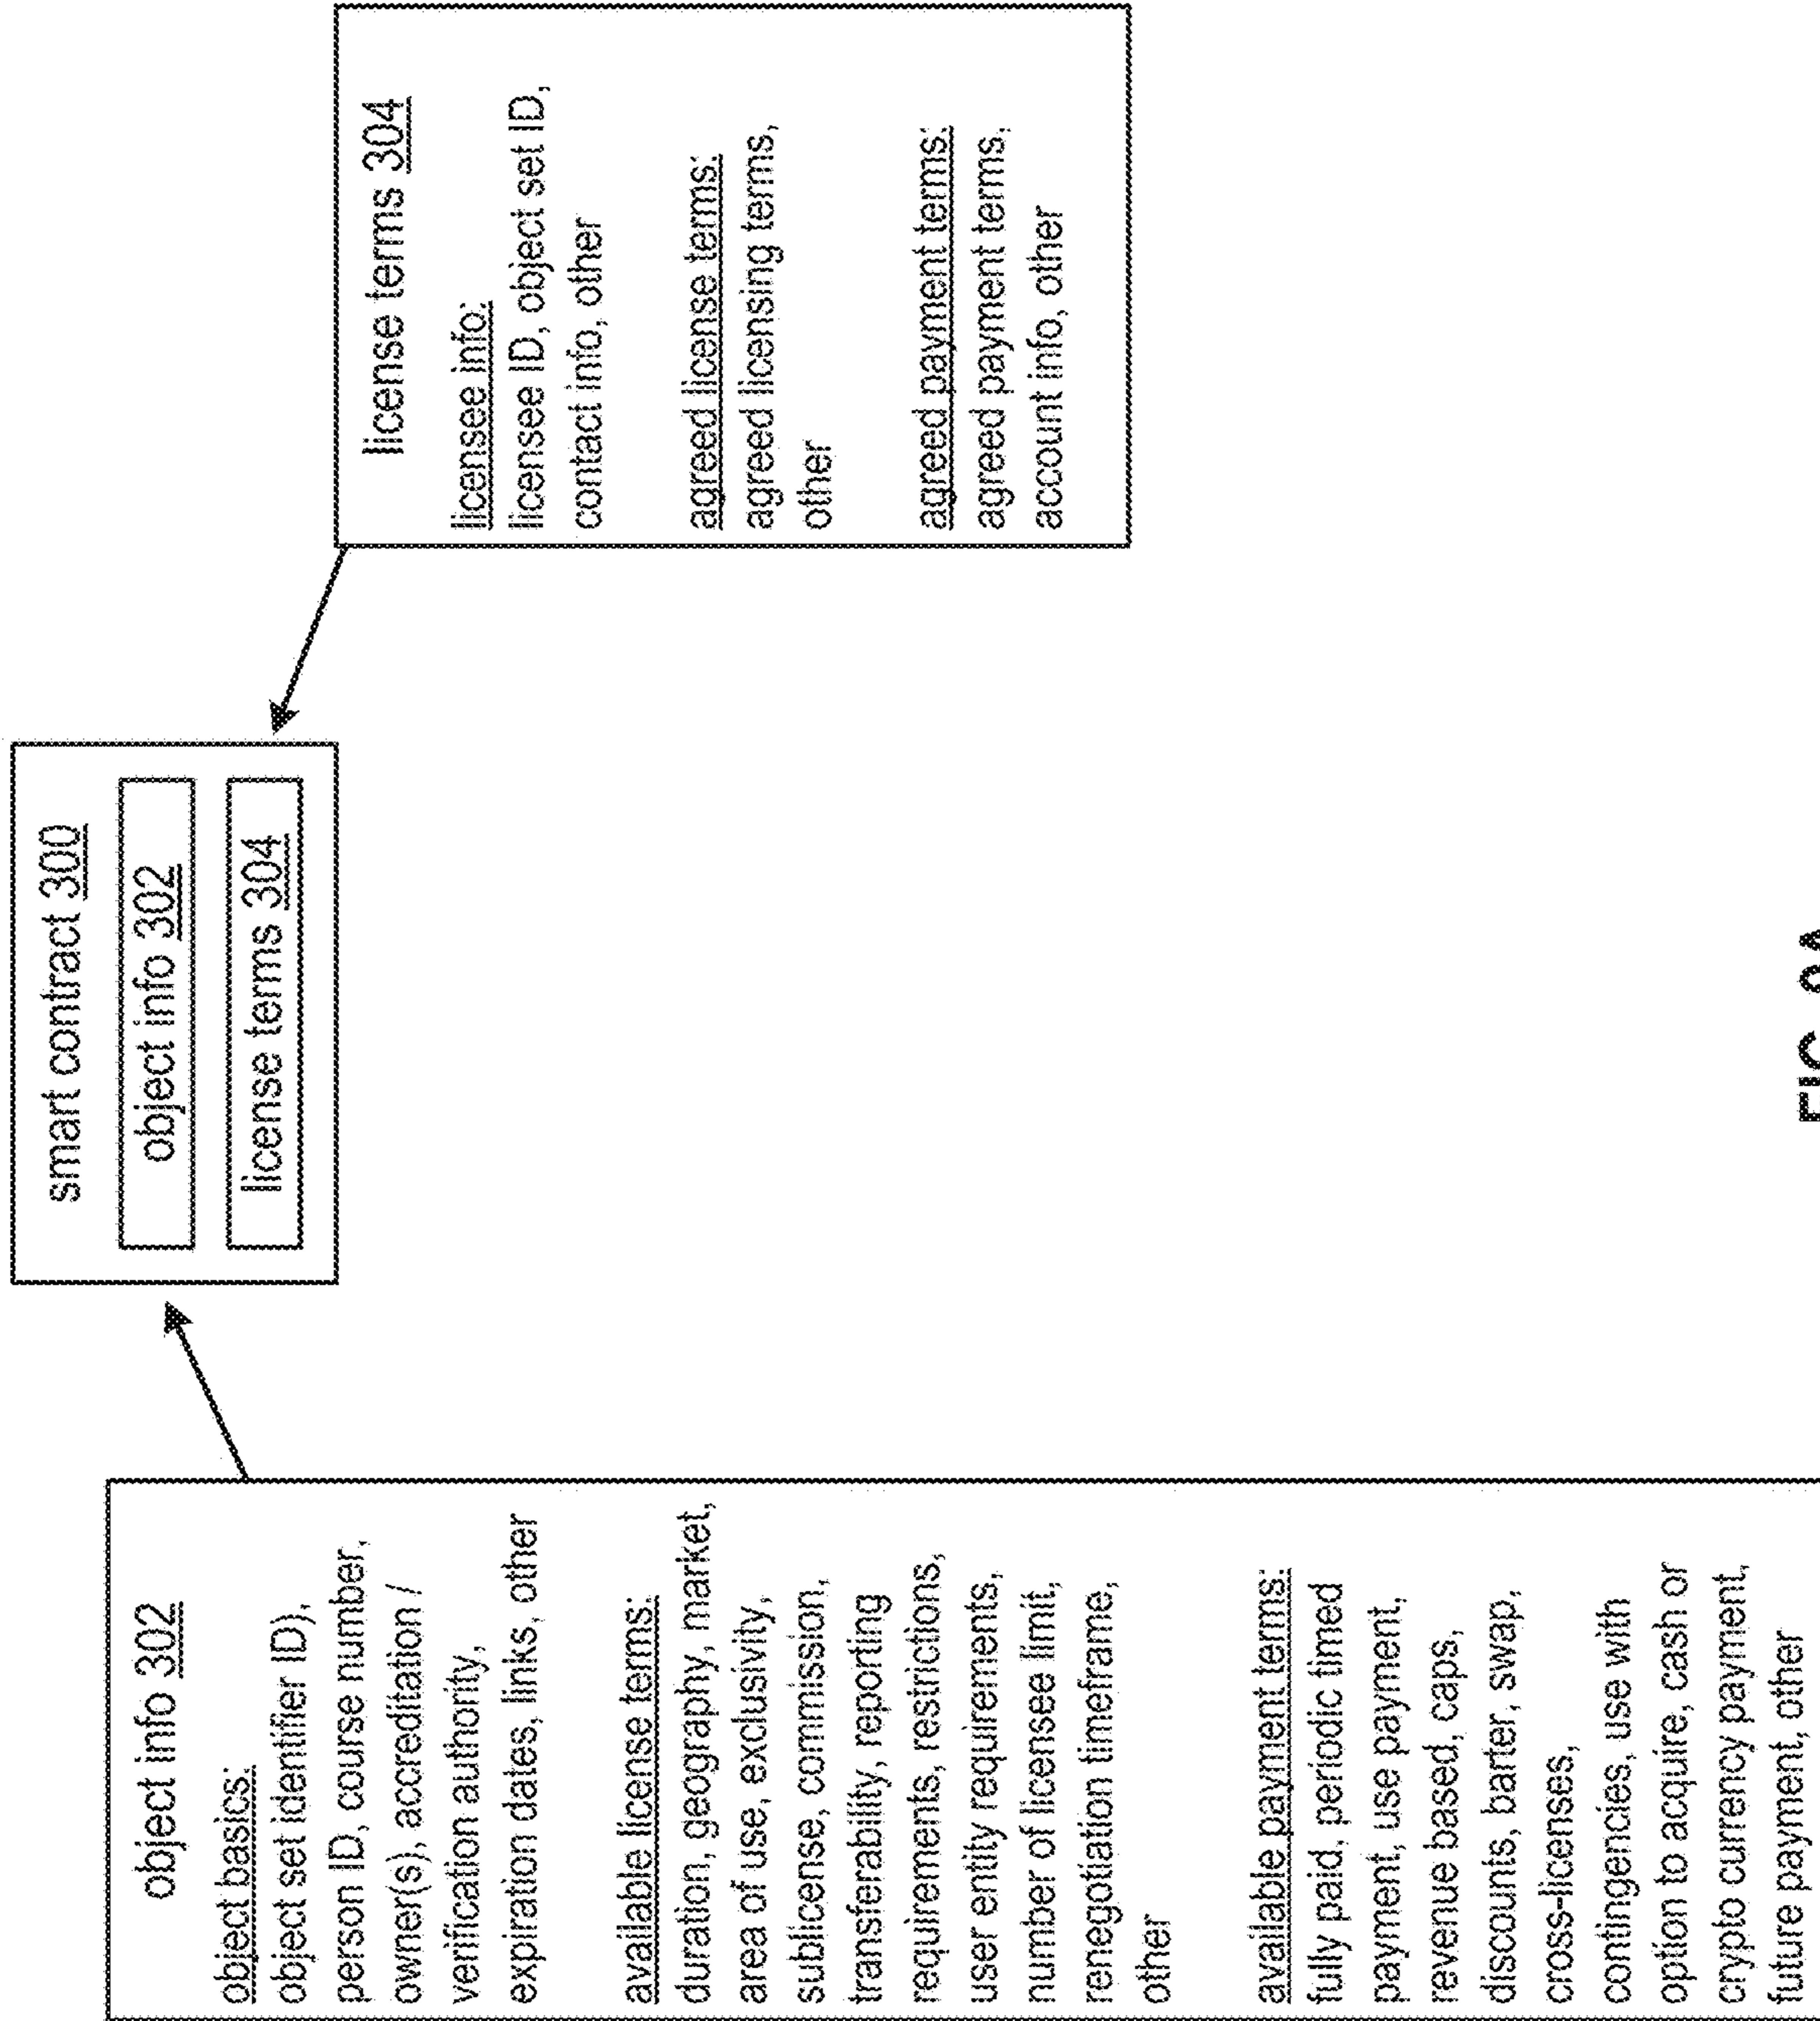 smart contract 300
object info 302
license terms 304
object info 302
object basics:
object set identifier ID),
person ID, course number,
owner(s), accreditation /
verification authority,
expiration dates, links, other
available license terms:
duration, geography, market,
area of use, exclusivity,
sublicense, commission,
transferability, reporting
requirements, restrictions,
user entity requirements,
number of licensee limit,
renegotiation timeframe,
other
available payment terms:
fully paid, periodic timed
payment, use payment,
revenue based, caps,
discounts, barter, swap,
cross-licenses,
contingencies, use with
option to acquire, cash or
crypto currency payment,
future payment, other
license terms 304
licensee info:
licensee ID, object set ID,
contact info, other
agreed license terms:
agreed licensing terms,
other
agreed payment terms:
agreed payment terms,
account info, other
FIG.